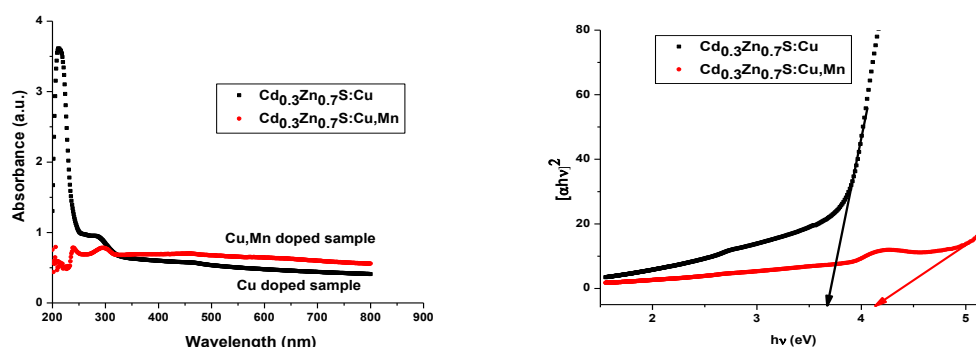 4
3
2
1
0
200 300 400 500 600 700 800 900
Absorbance (a.u.)
Wavelength (nm)
Cd0.3Zn0.7S:Cu
Cd0.3Zn0.7S:Cu,Mn
Cu,Mn doped sample
Cu doped sample
80
60
40
20
0
2 3 4 5
[αhν]2
hν (eV)
Cd0.3Zn0.7S:Cu
Cd0.3Zn0.7S:Cu,Mn